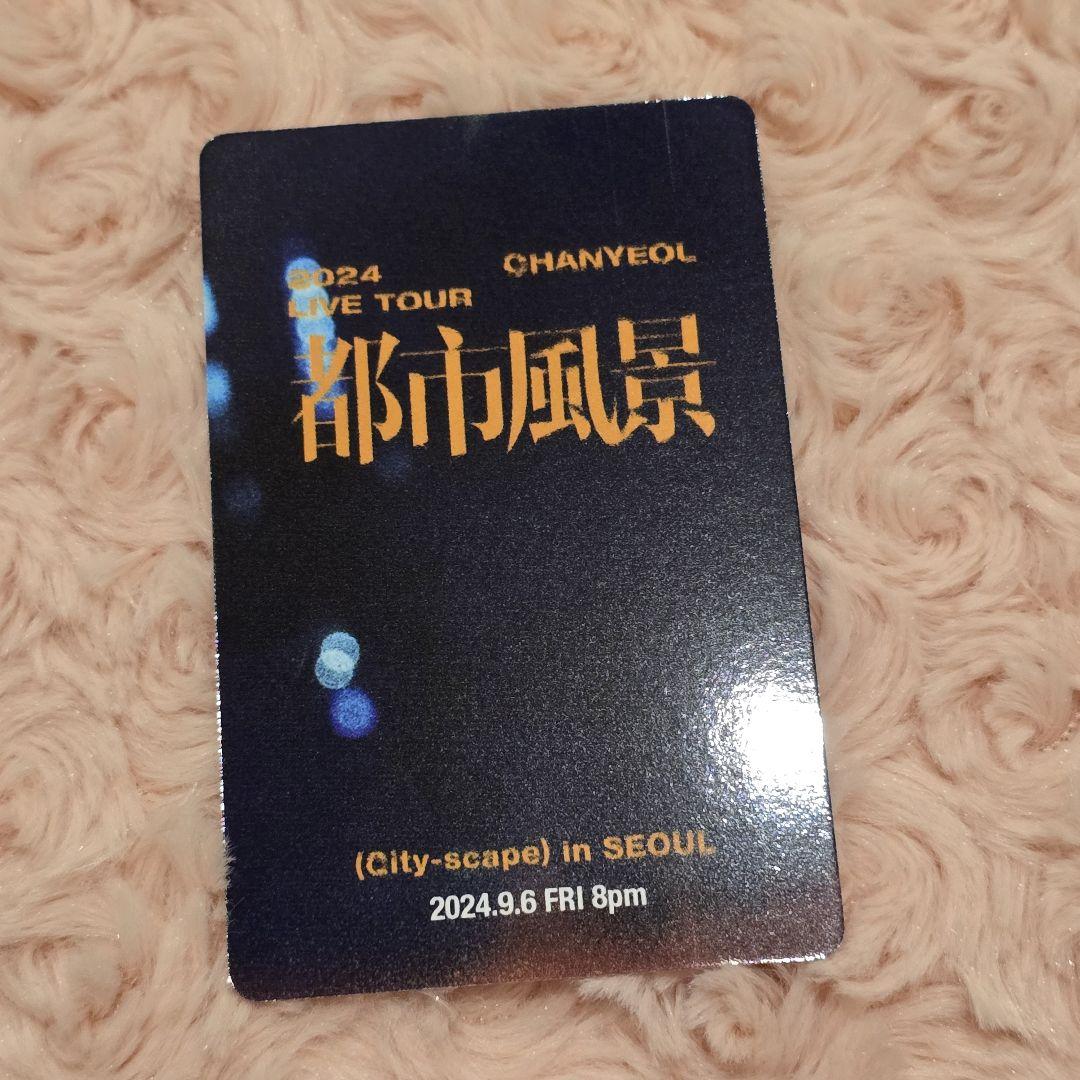 2024 CHANYEOL
LIVE TOUR
都市風景
(City-scape) in SEOUL
2024.9.6 FRI 8pm